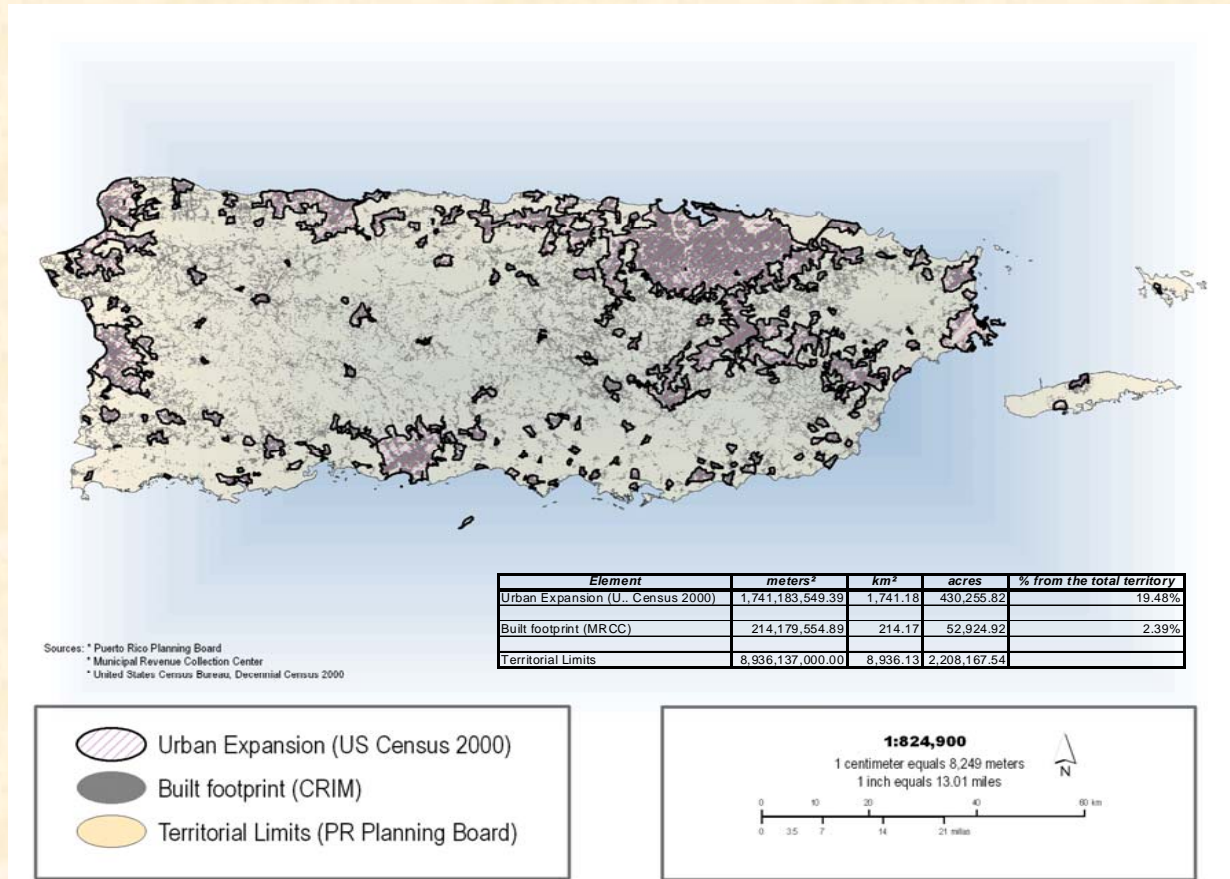 Element meters² km² acres % from the total territory
Urban Expansion (U.. Census 2000) 1,741,183,549.39 1,741.18 430,255.82 19.48%
Built footprint (MRCC) 214,179,554.89 214.17 52,924.92 2.39%
Territorial Limits 8,936,137,000.00 8,936.13 2,208,167.54
Sources: * Puerto Rico Planning Board
* Municipal Revenue Collection Center
* United States Census Bureau, Decennial Census 2000
Urban Expansion (US Census 2000)
Built footprint (CRIM)
Territorial Limits (PR Planning Board)
1:824,900
1 centimeter equals 8,249 meters
1 inch equals 13.01 miles
N
0 10 20 40 60 km
0 3.5 7 14 21 millas